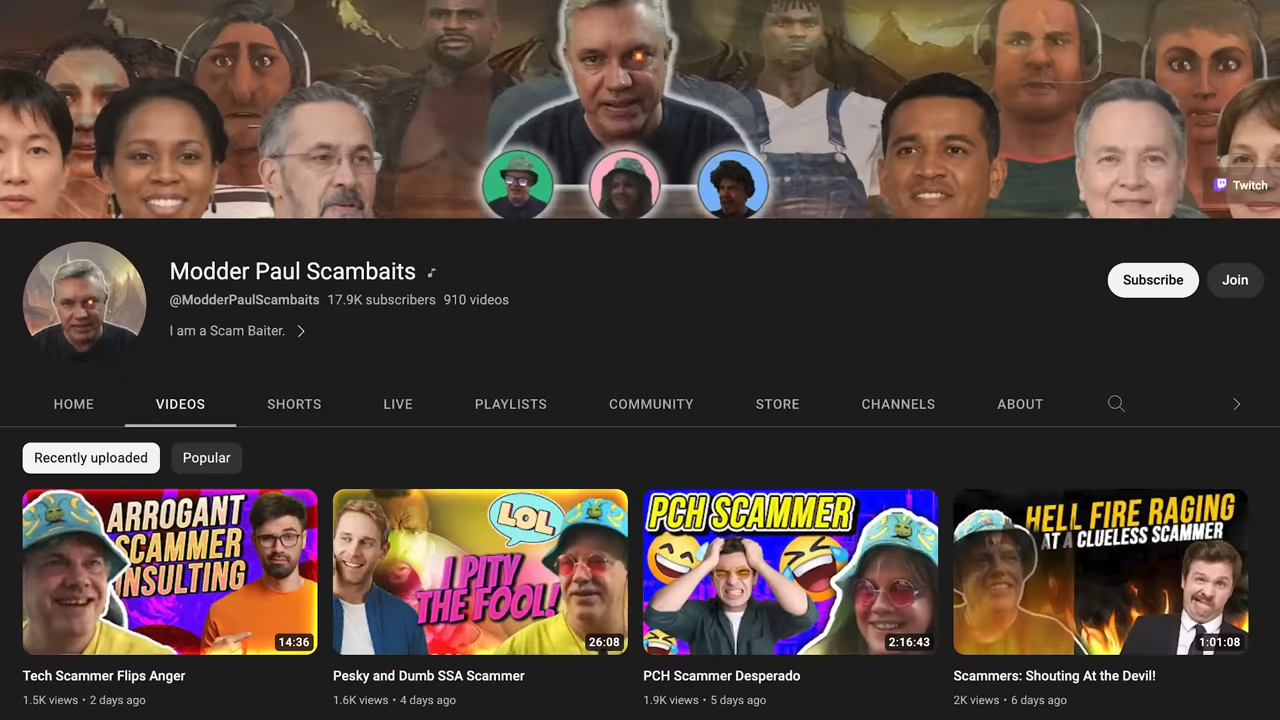 Twitch
Modder Paul Scambaits
@ModderPaulScambaits 17.9K subscribers 910 videos
I am a Scam Baiter.
Subscribe
Join
HOME VIDEOS SHORTS LIVE PLAYLISTS COMMUNITY STORE CHANNELS ABOUT
Recently uploaded Popular
ARROGANT
SCAMMER
INSULTING
14:36
LOL
I PITY
THE FOOL!
26:08
PCH SCAMMER
2:16:43
HELL FIRE RAGING
AT A CLUELESS SCAMMER
1:01:08
Tech Scammer Flips Anger
1.5K views • 2 days ago
Pesky and Dumb SSA Scammer
1.6K views • 4 days ago
PCH Scammer Desperado
1.9K views • 5 days ago
Scammers: Shouting At the Devil!
2K views • 6 days ago